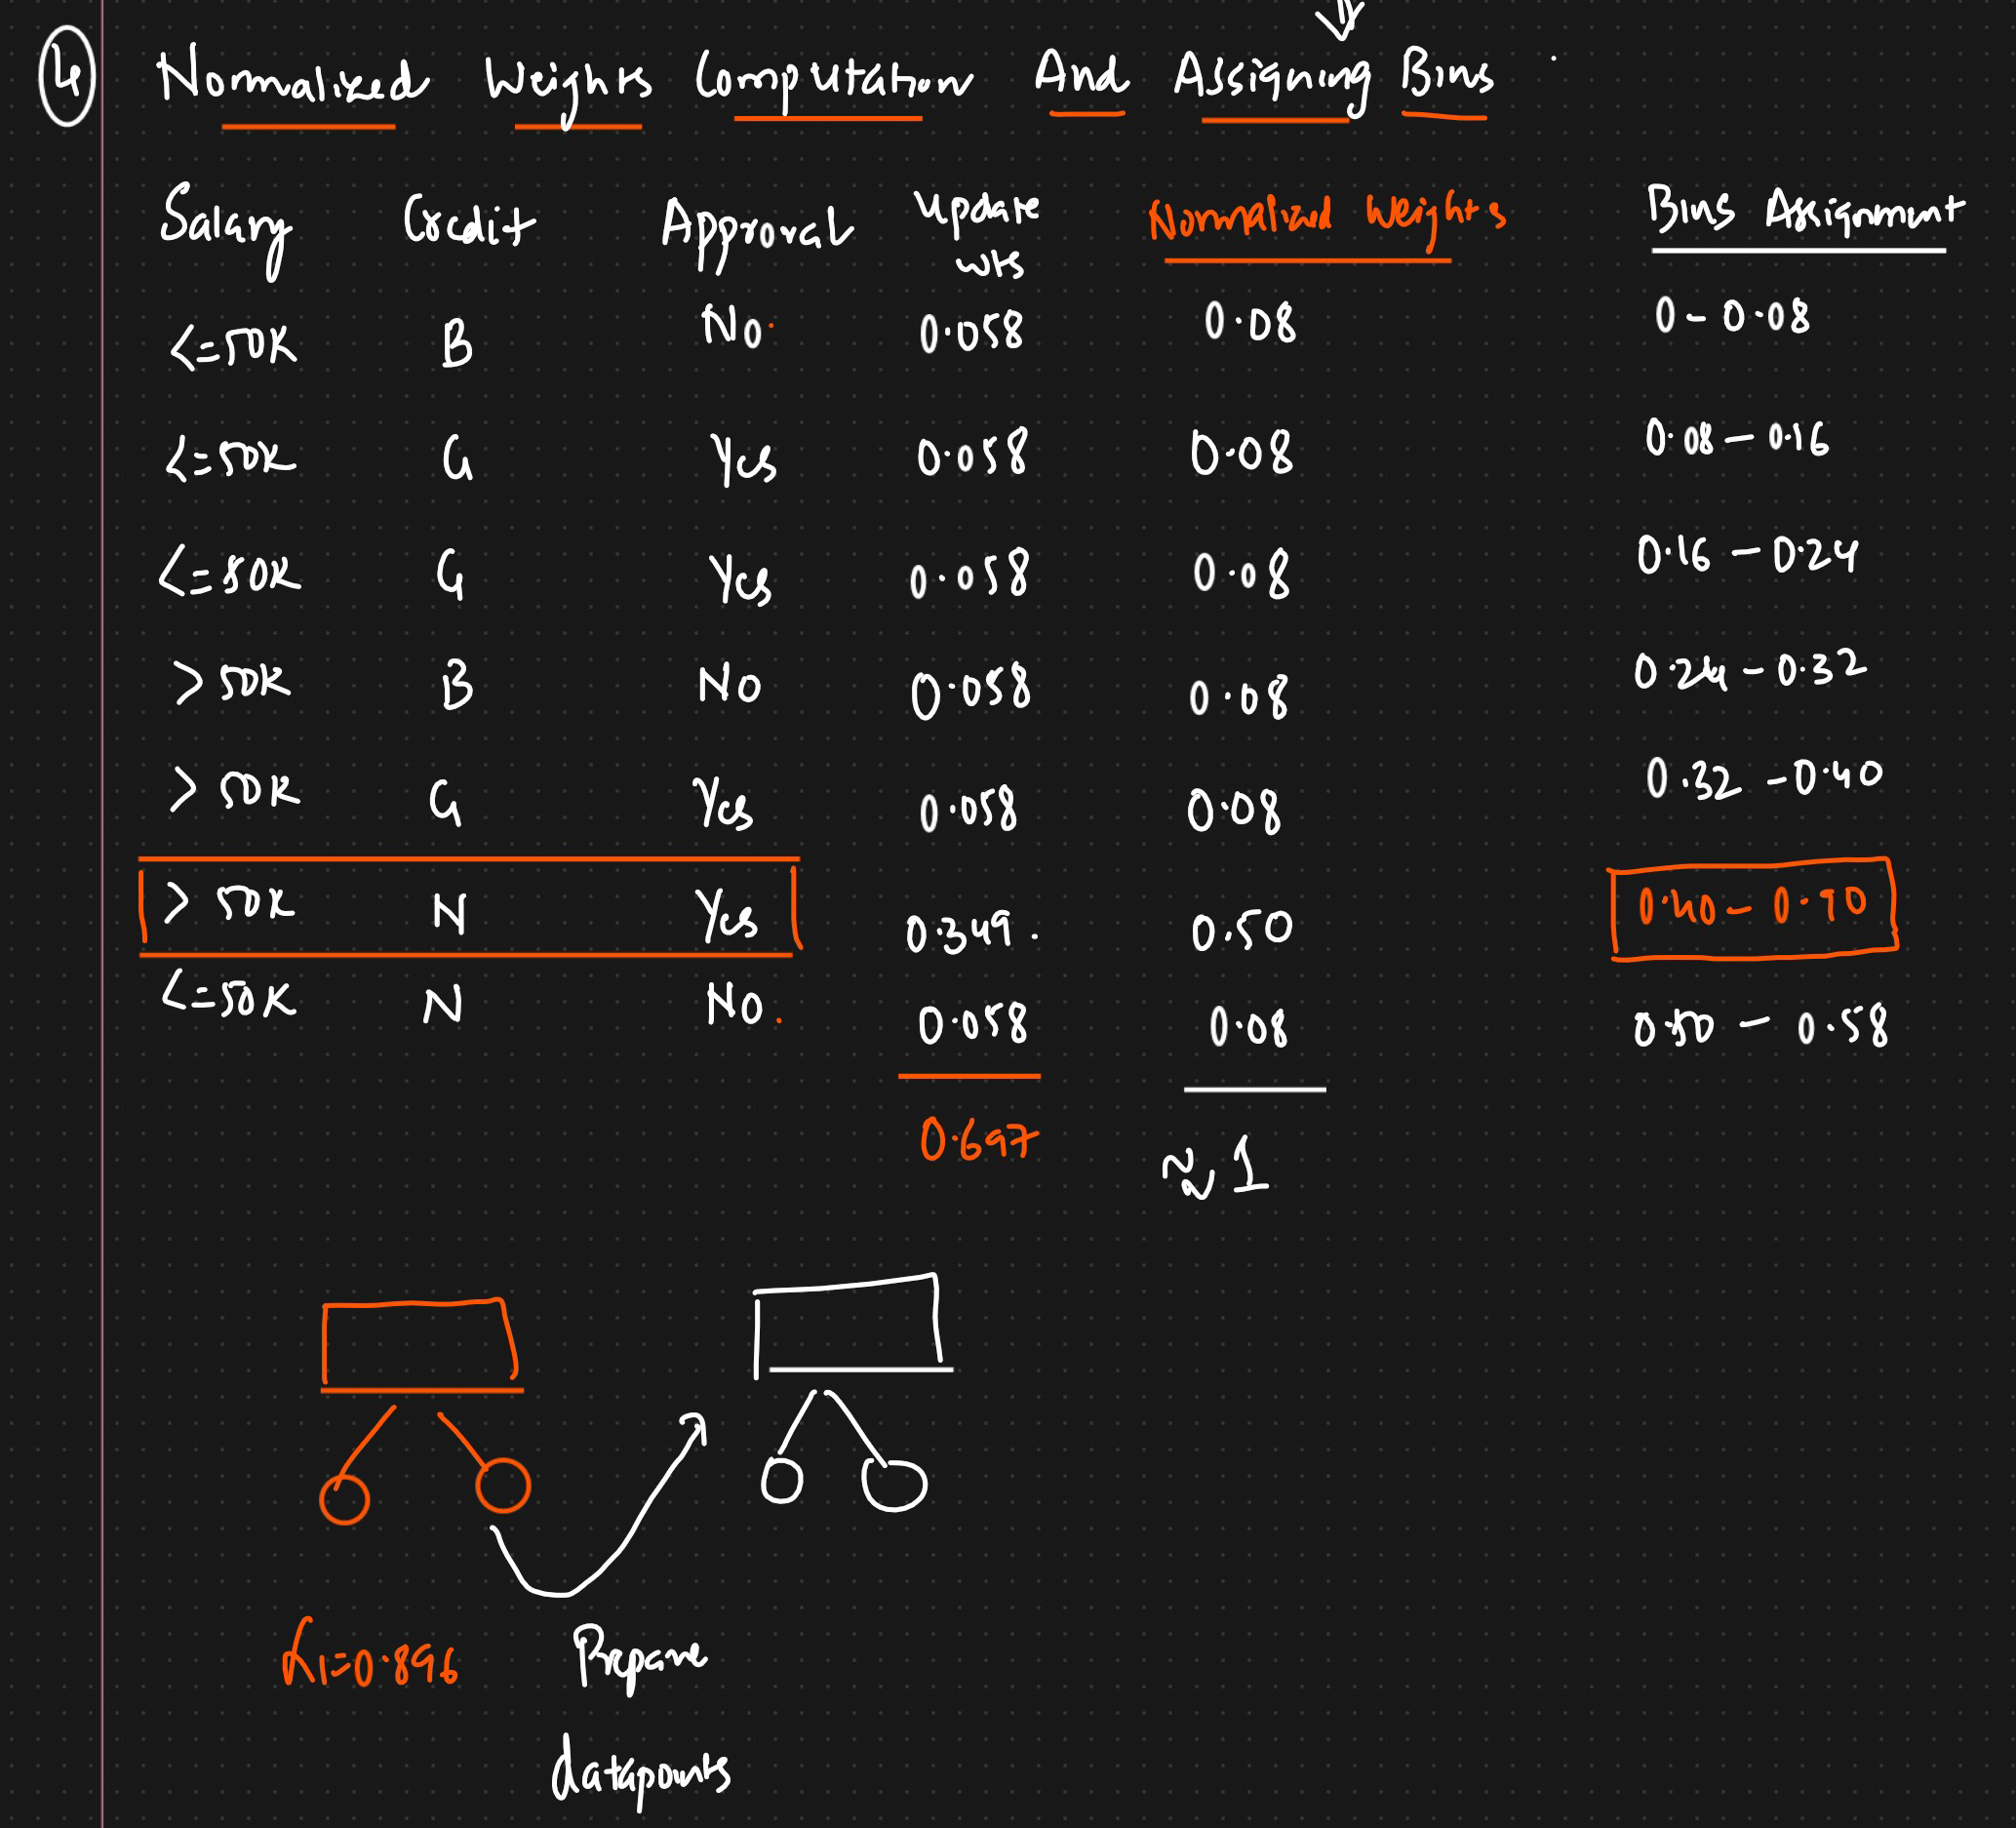 4 Normalized Weights Computation And Assigning Bins
Salary Credit Approval Update wts Normalized Weights Bins Assignment
<=50K B No 0.058 0.08 0-0.08
<=50K G Yes 0.058 0.08 0.08-0.16
<=50K G Yes 0.058 0.08 0.16-0.24
>50K B No 0.058 0.08 0.24-0.32
>50K G Yes 0.058 0.08 0.32-0.40
>50K N Yes 0.349. 0.50 0.40-0.90
<=50K N No. 0.058 0.08 0.50-0.58
0.697 ≈1
α1=0.896 Prepare
datapoints